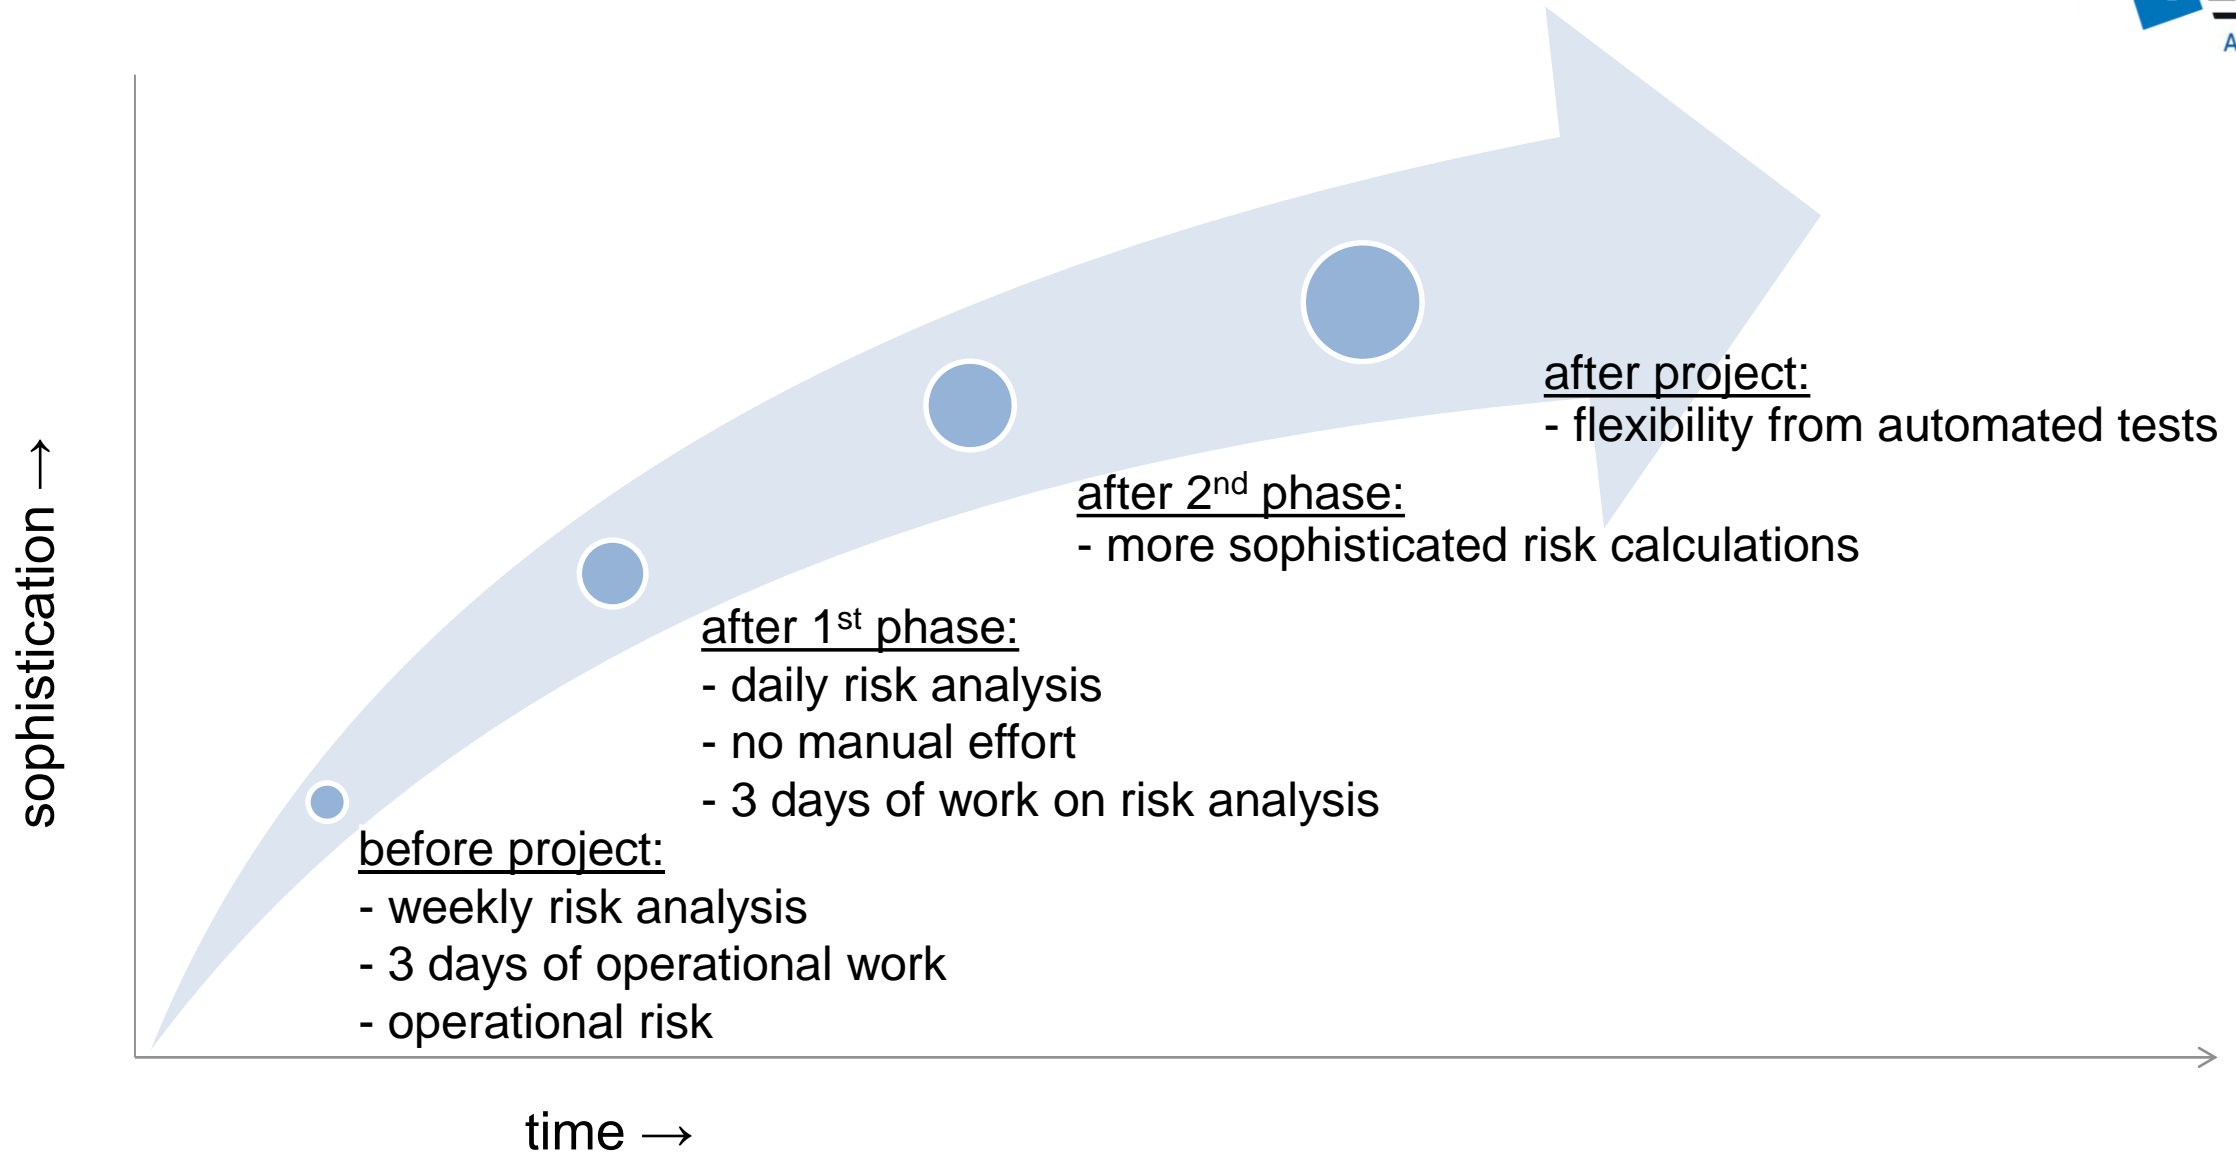 sophistication →
after project:
- flexibility from automated tests
after 2nd phase:
- more sophisticated risk calculations
after 1st phase:
- daily risk analysis
- no manual effort
- 3 days of work on risk analysis
before project:
- weekly risk analysis
- 3 days of operational work
- operational risk
time →